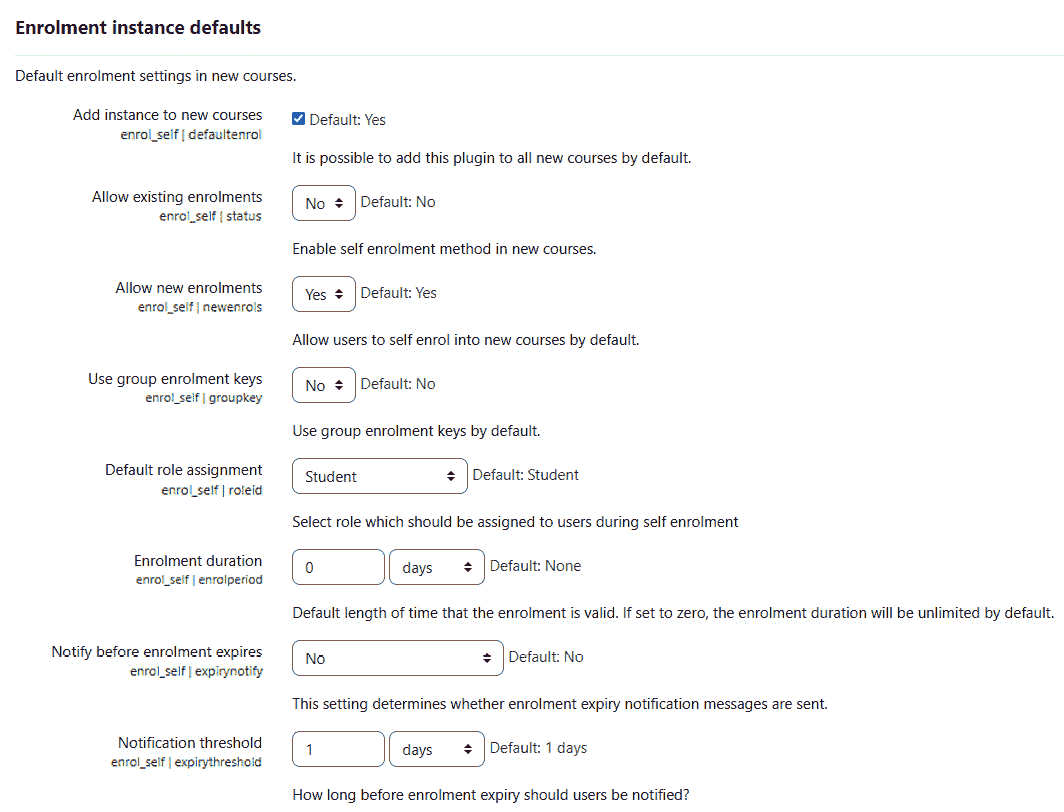 Enrolment instance defaults
Default enrolment settings in new courses.
Add instance to new courses
enrol_self | defaultenrol
Default: Yes
It is possible to add this plugin to all new courses by default.
Allow existing enrolments
enrol_self | status
No Default: No
Enable self enrolment method in new courses.
Allow new enrolments
enrol_self | newenrols
Yes Default: Yes
Allow users to self enrol into new courses by default.
Use group enrolment keys
enrol_self | groupkey
No Default: No
Use group enrolment keys by default.
Default role assignment
enrol_self | roleid
Student Default: Student
Select role which should be assigned to users during self enrolment
Enrolment duration
enrol_self | enrolperiod
0 days Default: None
Default length of time that the enrolment is valid. If set to zero, the enrolment duration will be unlimited by default.
Notify before enrolment expires
enrol_self | expirynotify
No Default: No
This setting determines whether enrolment expiry notification messages are sent.
Notification threshold
enrol_self | expirythreshold
1 days Default: 1 days
How long before enrolment expiry should users be notified?